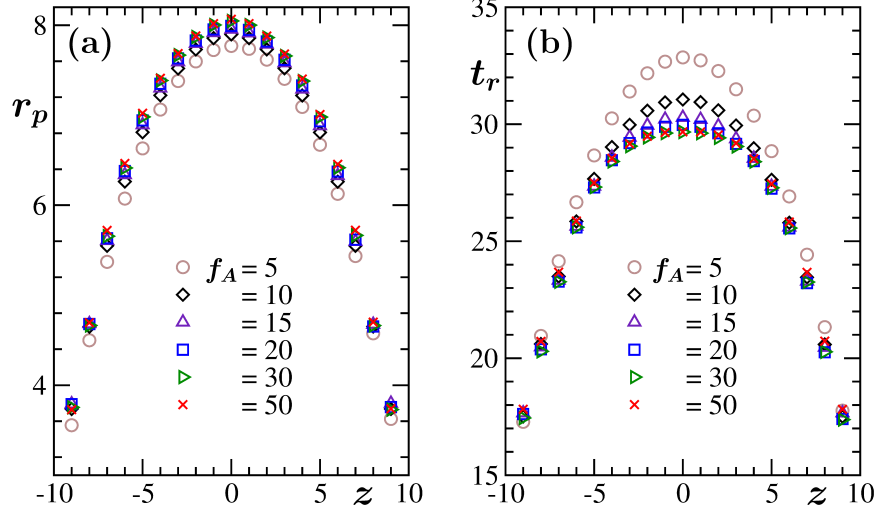 (a)
r_p
8
6
4
f_A = 5
= 10
= 15
= 20
= 30
= 50
-10 -5 0 5 z 10
(b)
t_r
35
30
25
20
15
f_A = 5
= 10
= 15
= 20
= 30
= 50
-10 -5 0 5 z 10